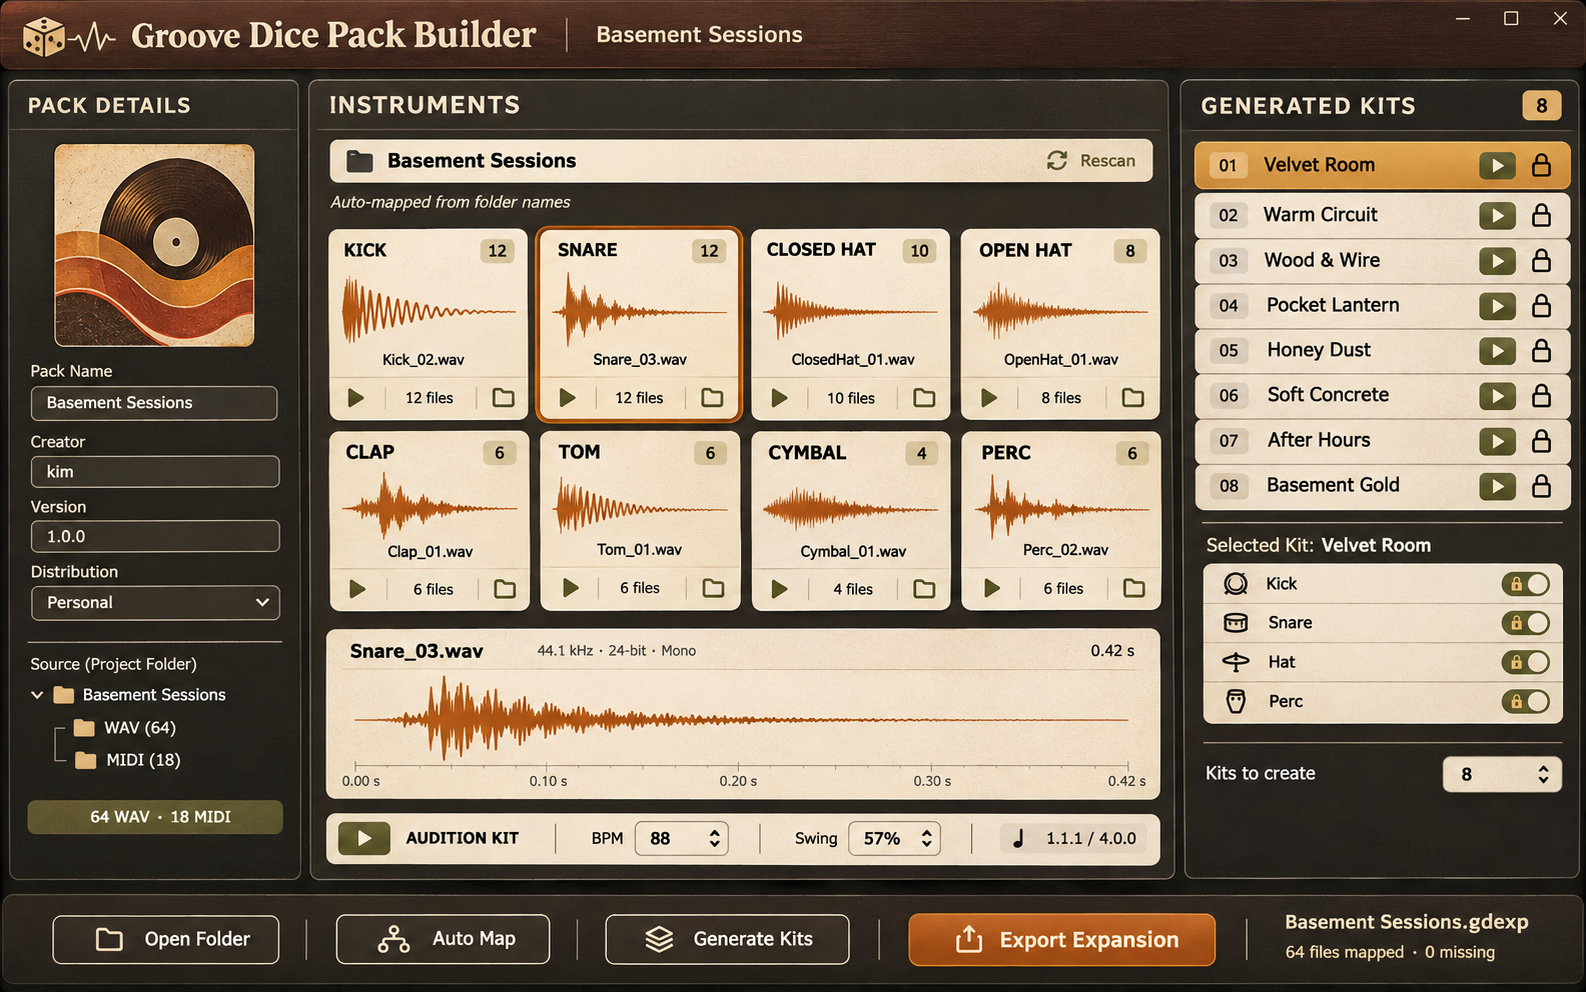 Groove Dice Pack Builder
Basement Sessions
PACK DETAILS
Pack Name
Basement Sessions
Creator
kim
Version
1.0.0
Distribution
Personal
Source (Project Folder)
Basement Sessions
WAV (64)
MIDI (18)
64 WAV · 18 MIDI
INSTRUMENTS
Basement Sessions
Rescan
Auto-mapped from folder names
KICK 12
Kick_02.wav
12 files
SNARE 12
Snare_03.wav
12 files
CLOSED HAT 10
ClosedHat_01.wav
10 files
OPEN HAT 8
OpenHat_01.wav
8 files
CLAP 6
Clap_01.wav
6 files
TOM 6
Tom_01.wav
6 files
CYMBAL 4
Cymbal_01.wav
4 files
PERC 6
Perc_02.wav
6 files
Snare_03.wav 44.1 kHz · 24-bit · Mono 0.42 s
0.00 s 0.10 s 0.20 s 0.30 s 0.42 s
AUDITION KIT BPM 88 Swing 57% 1.1.1 / 4.0.0
GENERATED KITS 8
01 Velvet Room
02 Warm Circuit
03 Wood & Wire
04 Pocket Lantern
05 Honey Dust
06 Soft Concrete
07 After Hours
08 Basement Gold
Selected Kit: Velvet Room
Kick
Snare
Hat
Perc
Kits to create 8
Open Folder
Auto Map
Generate Kits
Export Expansion
Basement Sessions.gdexp
64 files mapped · 0 missing